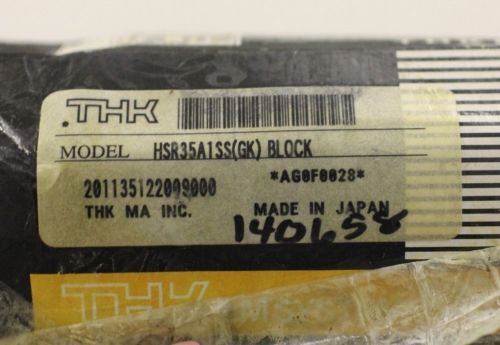 THK
MODEL HSR35A1SS(GK) BLOCK
201135122009000 *AG0F0028*
THK MA INC. MADE IN JAPAN
140658
THK